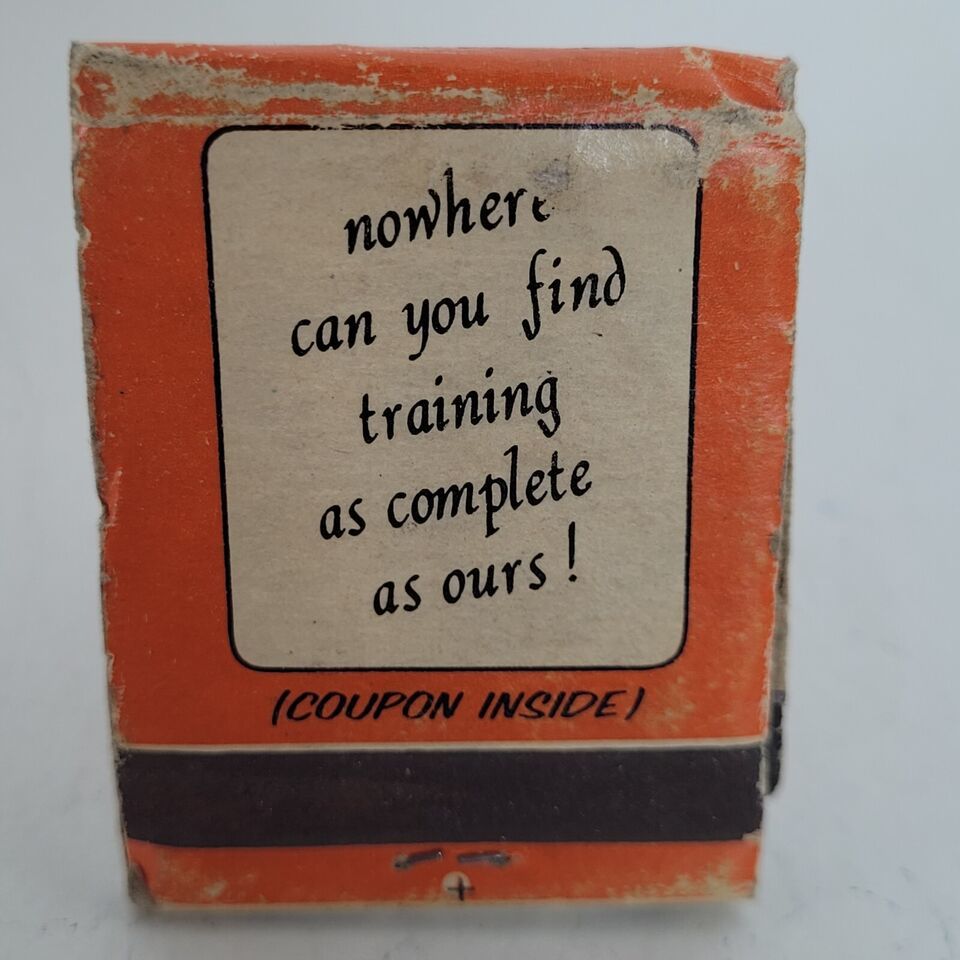 nowhere
can you find
training
as complete
as ours!
(COUPON INSIDE)